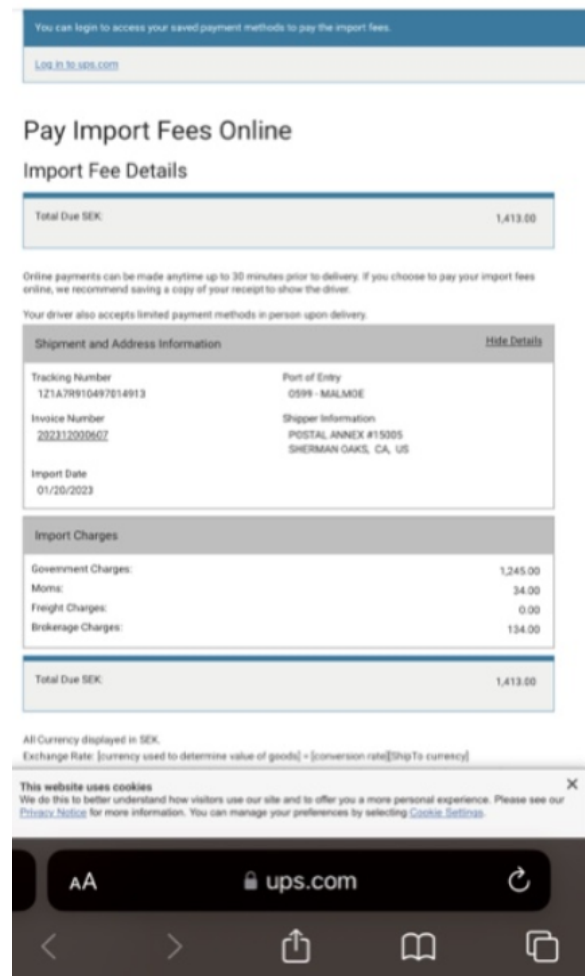 You can login to access your saved payment methods to pay the import fees.
Log in to ups.com
Pay Import Fees Online
Import Fee Details
Total Due SEK: 1,413.00
Online payments can be made anytime up to 30 minutes prior to delivery. If you choose to pay your import fees
online, we recommend saving a copy of your receipt to show the driver.
Your driver also accepts limited payment methods in person upon delivery.
Shipment and Address Information Hide Details
Tracking Number Port of Entry
1Z1A7R910497014913 0599 - MALMOE
Invoice Number Shipper Information
202312000607 POSTAL ANNEX #15005
SHERMAN OAKS, CA, US
Import Date
01/20/2023
Import Charges
Government Charges: 1,245.00
Moms: 34.00
Freight Charges: 0.00
Brokerage Charges: 134.00
Total Due SEK: 1,413.00
All Currency displayed in SEK.
Exchange Rate: [currency used to determine value of goods] = [conversion rate][ShipTo currency]
This website uses cookies
We do this to better understand how visitors use our site and to offer you a more personal experience. Please see our
Privacy Notice for more information. You can manage your preferences by selecting Cookie Settings.
AA ups.com